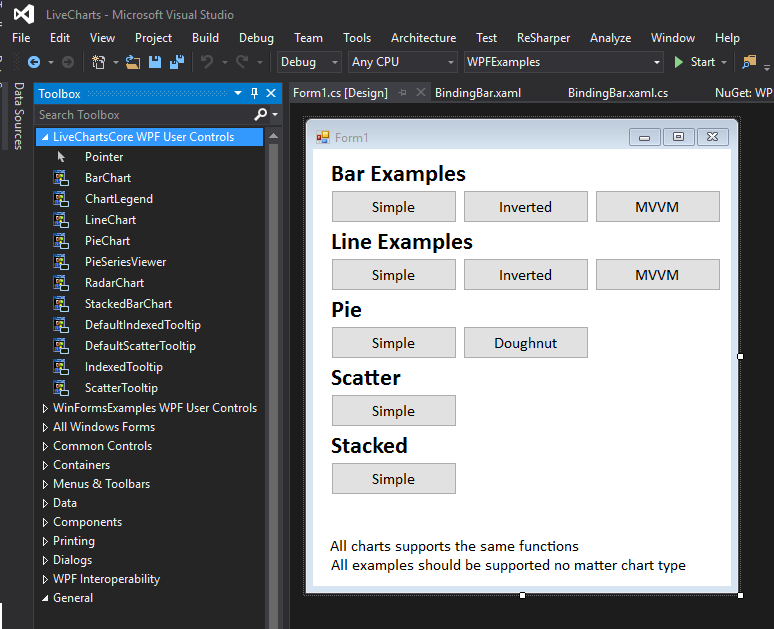 LiveCharts - Microsoft Visual Studio
File Edit View Project Build Debug Team Tools Architecture Test ReSharper Analyze Window Help
Debug Any CPU WPFExamples Start
Data Sources
Toolbox
Search Toolbox
LiveChartsCore WPF User Controls
Pointer
BarChart
ChartLegend
LineChart
PieChart
PieSeriesViewer
RadarChart
StackedBarChart
DefaultIndexedTooltip
DefaultScatterTooltip
IndexedTooltip
ScatterTooltip
WinFormsExamples WPF User Controls
All Windows Forms
Common Controls
Containers
Menus & Toolbars
Data
Components
Printing
Dialogs
WPF Interoperability
General
Form1.cs [Design] BindingBar.xaml BindingBar.xaml.cs NuGet: WP
Form1
Bar Examples
Simple Inverted MVVM
Line Examples
Simple Inverted MVVM
Pie
Simple Doughnut
Scatter
Simple
Stacked
Simple
All charts supports the same functions
All examples should be supported no matter chart type